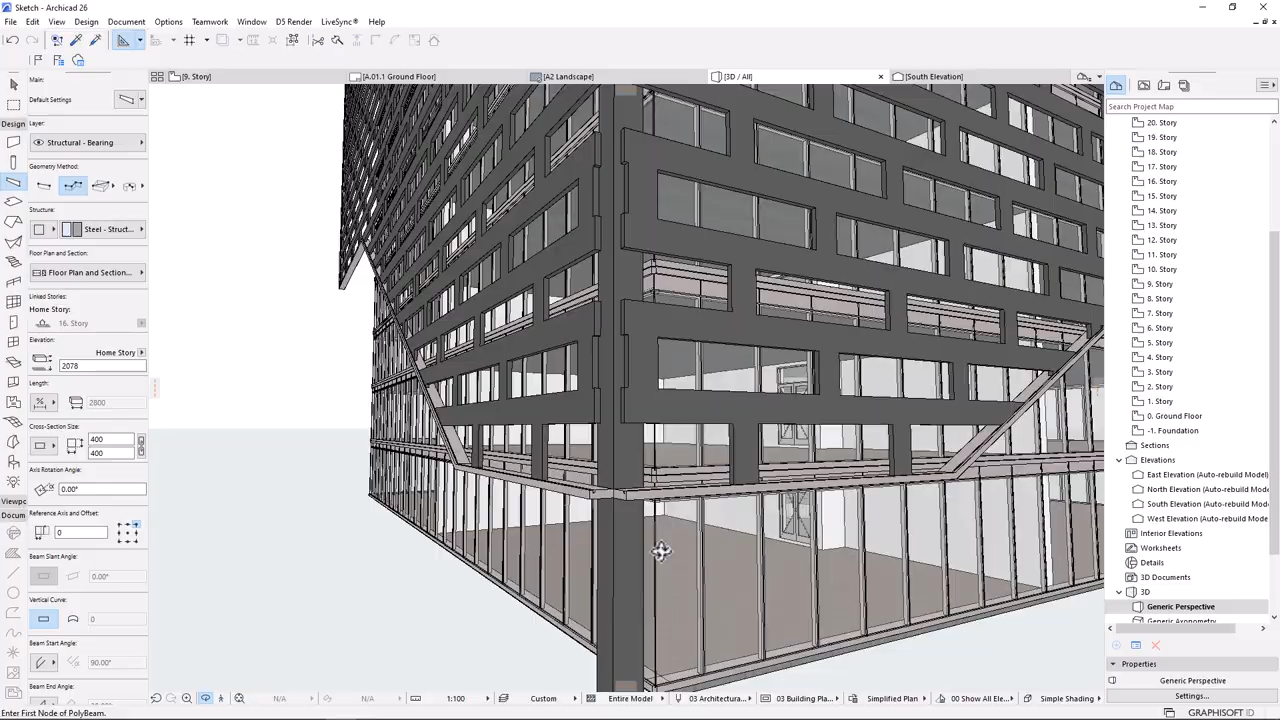 Sketch - Archicad 26
File Edit View Design Document Options Teamwork Window D5 Render LiveSync® Help
[9. Story] [A.01.1 Ground Floor] [A2 Landscape] [3D / All] [South Elevation]
Main:
Default Settings
Layer:
Structural - Bearing
Geometry Method:
Structure:
Steel - Struct...
Floor Plan and Section:
Floor Plan and Section...
Linked Stories:
Home Story:
16. Story
Elevation:
Home Story
2078
Length:
2800
Cross-Section Size:
400
400
Axis Rotation Angle:
0.00°
Reference Axis and Offset:
0
Beam Slant Angle:
0.00°
Vertical Curve:
0
Beam Start Angle:
90.00°
Beam End Angle:
Design
Viewpo
Docum
Search Project Map
20. Story
19. Story
18. Story
17. Story
16. Story
15. Story
14. Story
13. Story
12. Story
11. Story
10. Story
9. Story
8. Story
7. Story
6. Story
5. Story
4. Story
3. Story
2. Story
1. Story
0. Ground Floor
-1. Foundation
Sections
Elevations
East Elevation (Auto-rebuild Model)
North Elevation (Auto-rebuild Mode
South Elevation (Auto-rebuild Mode
West Elevation (Auto-rebuild Mode
Interior Elevations
Worksheets
Details
3D Documents
3D
Generic Perspective
Generic Axonometry
Properties
Generic Perspective
Settings...
N/A N/A 1:100 Custom Entire Model 03 Architectura... 03 Building Pla... Simplified Plan 00 Show All Ele... Simple Shading
Enter First Node of PolyBeam.
GRAPHISOFT ID